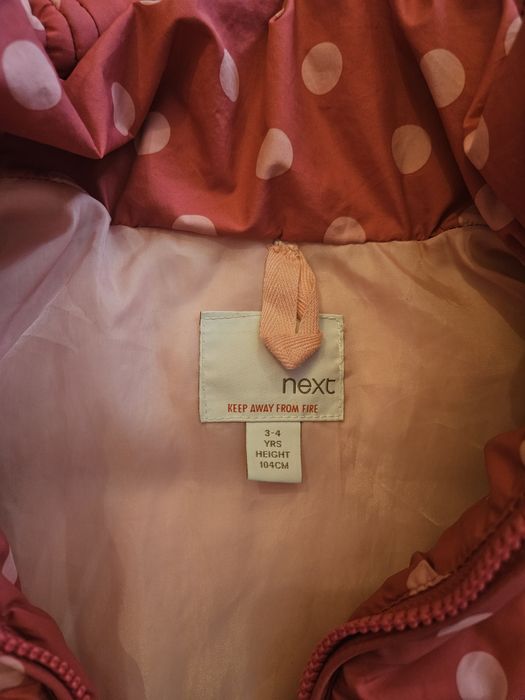 next
KEEP AWAY FROM FIRE
3-4
YRS
HEIGHT
104CM